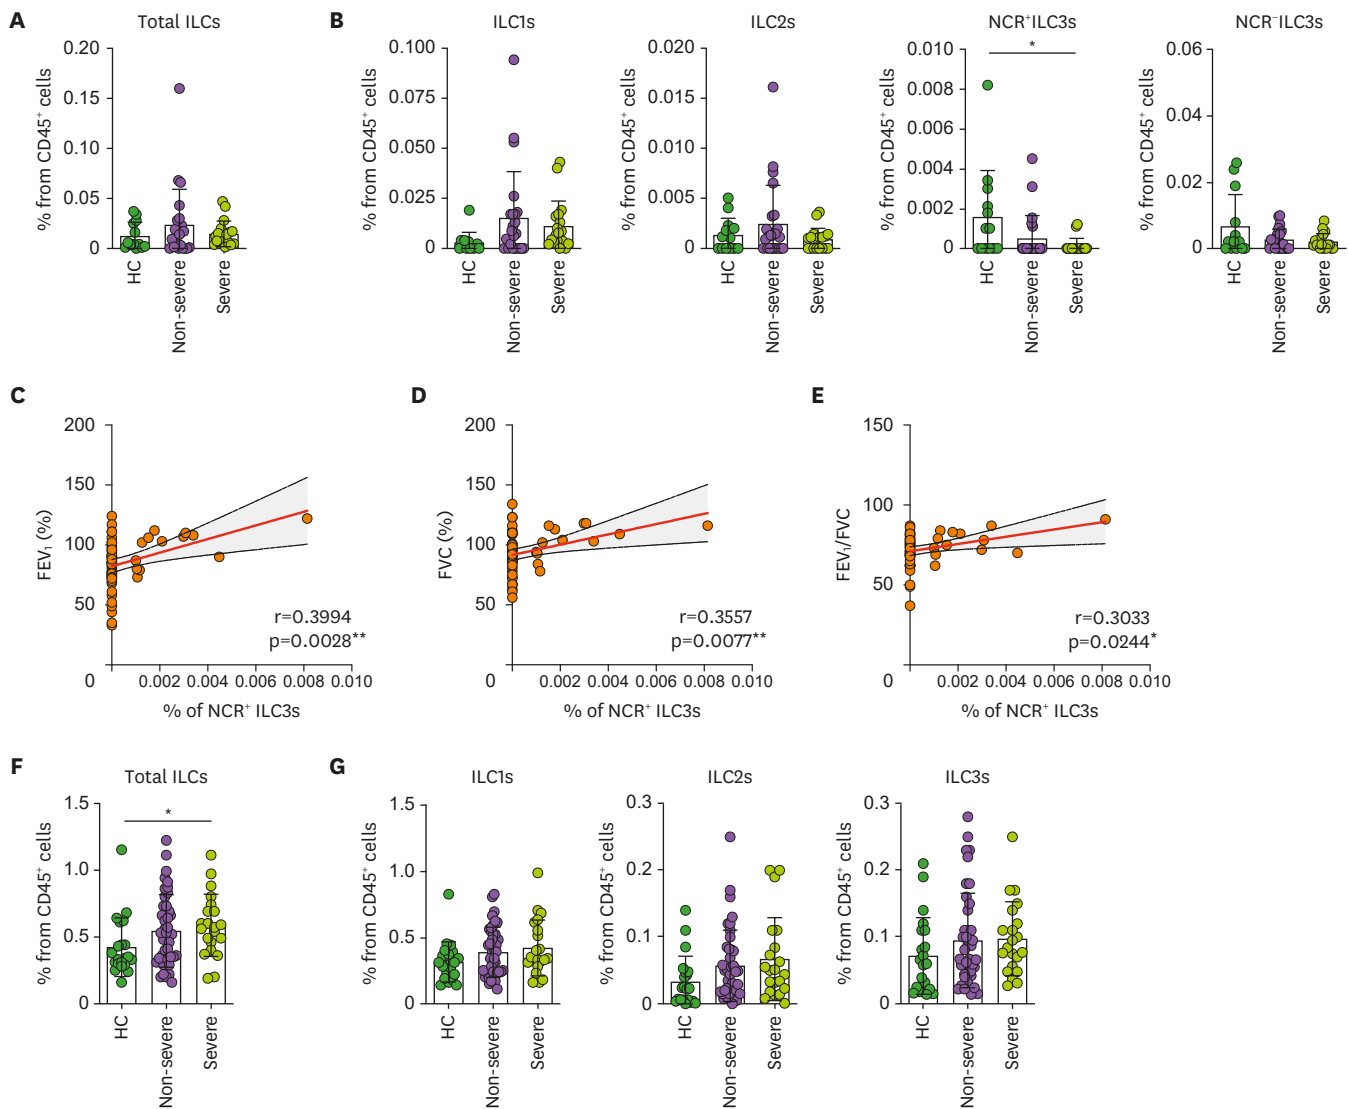 A
Total ILCs
% from CD45⁺ cells
0.20
0.15
0.10
0.05
0
HC
Non-severe
Severe
B
ILC1s
% from CD45⁺ cells
0.100
0.075
0.050
0.025
0
HC
Non-severe
Severe
ILC2s
% from CD45⁺ cells
0.020
0.015
0.010
0.005
0
HC
Non-severe
Severe
NCR⁺ILC3s
% from CD45⁺ cells
0.010
0.008
0.006
0.004
0.002
0
*
HC
Non-severe
Severe
NCR⁻ILC3s
% from CD45⁺ cells
0.06
0.04
0.02
0
HC
Non-severe
Severe
C
FEV₁ (%)
200
150
100
50
0
r=0.3994
p=0.0028**
0.002 0.004 0.006 0.008 0.010
% of NCR⁺ ILC3s
D
FVC (%)
200
150
100
50
0
r=0.3557
p=0.0077**
0.002 0.004 0.006 0.008 0.010
% of NCR⁺ ILC3s
E
FEV₁/FVC
150
100
50
0
r=0.3033
p=0.0244*
0.002 0.004 0.006 0.008 0.010
% of NCR⁺ ILC3s
F
Total ILCs
% from CD45⁺ cells
1.5
1.0
0.5
0
*
HC
Non-severe
Severe
G
ILC1s
% from CD45⁺ cells
1.5
1.0
0.5
0
HC
Non-severe
Severe
ILC2s
% from CD45⁺ cells
0.3
0.2
0.1
0
HC
Non-severe
Severe
ILC3s
% from CD45⁺ cells
0.3
0.2
0.1
0
HC
Non-severe
Severe